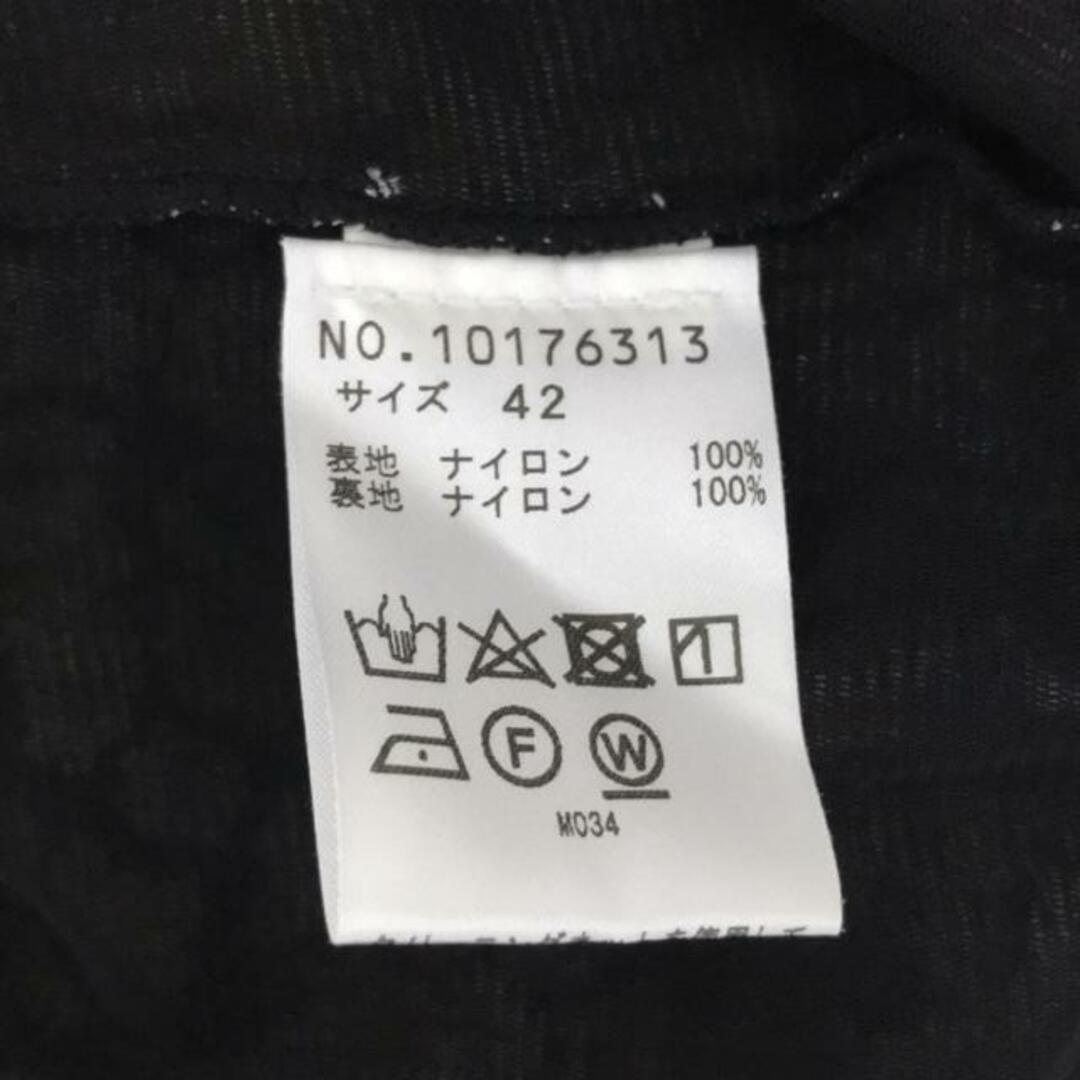 NO.10176313
サイズ 42
表地 ナイロン 100%
裏地 ナイロン 100%
F W
M034